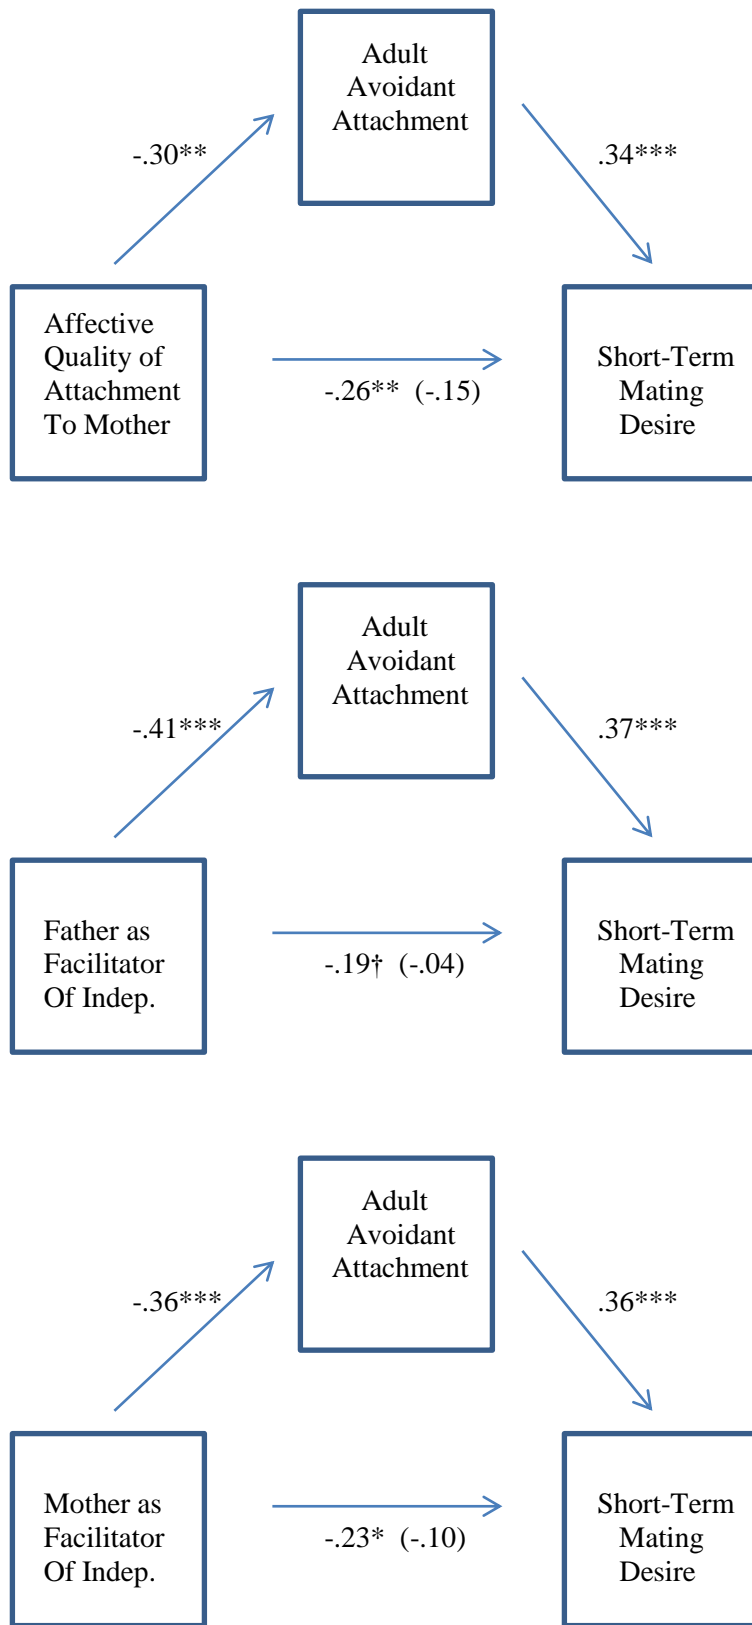 Adult
Avoidant
Attachment
-.30**
.34***
Affective
Quality of
Attachment
To Mother
-.26** (-.15)
Short-Term
Mating
Desire
Adult
Avoidant
Attachment
-.41***
.37***
Father as
Facilitator
Of Indep.
-.19† (-.04)
Short-Term
Mating
Desire
Adult
Avoidant
Attachment
-.36***
.36***
Mother as
Facilitator
Of Indep.
-.23* (-.10)
Short-Term
Mating
Desire